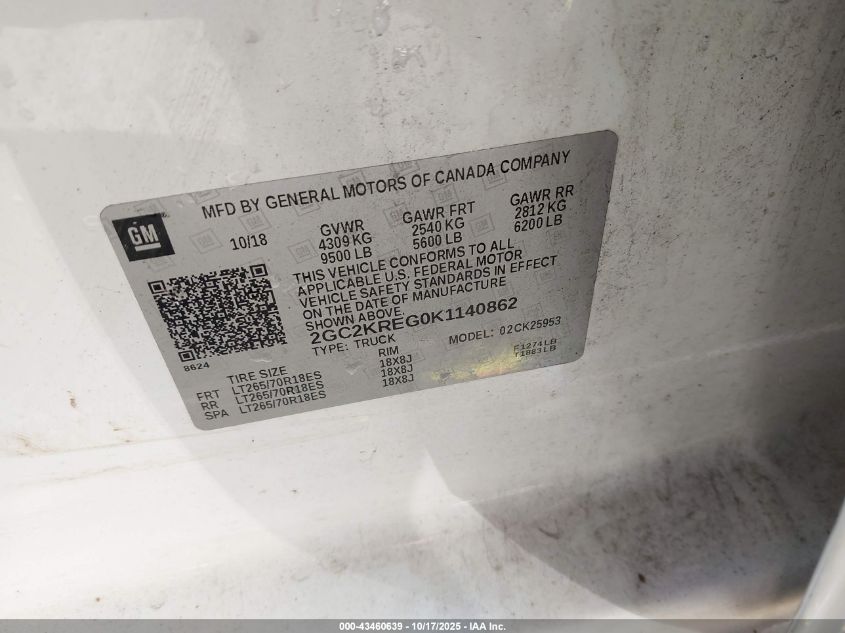 MFD BY GENERAL MOTORS OF CANADA COMPANY
GM
10/18
GVWR GAWR FRT GAWR RR
4309 KG 2540 KG 2812 KG
9500 LB 5600 LB 6200 LB
THIS VEHICLE CONFORMS TO ALL
APPLICABLE U.S. FEDERAL MOTOR
VEHICLE SAFETY STANDARDS IN EFFECT
ON THE DATE OF MANUFACTURE
SHOWN ABOVE.
2GC2KREG0K1140862
TYPE: TRUCK MODEL: 02CK25953
8624
TIRE SIZE RIM
FRT LT265/70R18ES 18X8J F1274LB
RR LT265/70R18ES 18X8J T1883LB
SPA LT265/70R18ES 18X8J
000-43460639 - 10/17/2025 - IAA Inc.